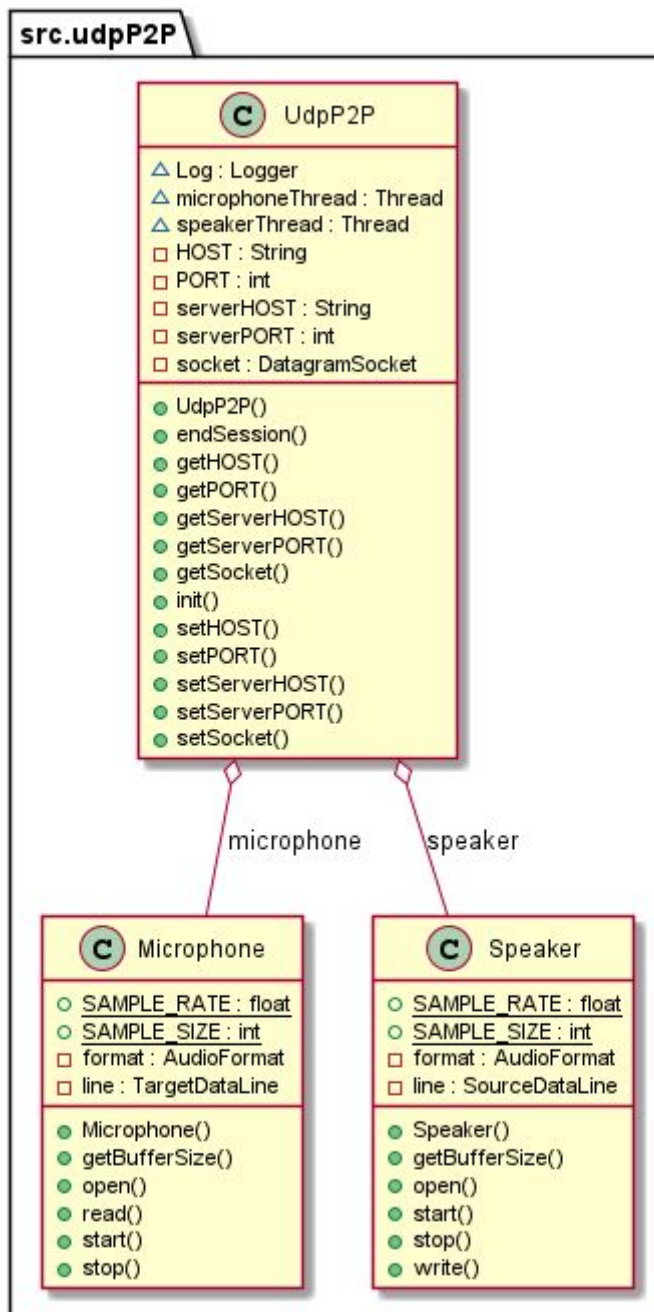 src.udpP2P
C UdpP2P
Log : Logger
microphoneThread : Thread
speakerThread : Thread
HOST : String
PORT : int
serverHOST : String
serverPORT : int
socket : DatagramSocket
UdpP2P()
endSession()
getHOST()
getPORT()
getServerHOST()
getServerPORT()
getSocket()
init()
setHOST()
setPORT()
setServerHOST()
setServerPORT()
setSocket()
microphone
speaker
C Microphone
SAMPLE_RATE : float
SAMPLE_SIZE : int
format : AudioFormat
line : TargetDataLine
Microphone()
getBufferSize()
open()
read()
start()
stop()
C Speaker
SAMPLE_RATE : float
SAMPLE_SIZE : int
format : AudioFormat
line : SourceDataLine
Speaker()
getBufferSize()
open()
start()
stop()
write()